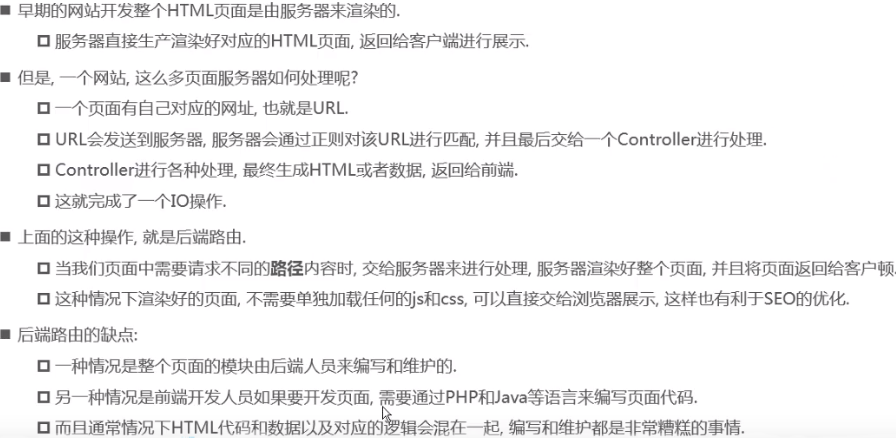 早期的网站开发整个HTML页面是由服务器来渲染的.
服务器直接生产渲染好对应的HTML页面, 返回给客户端进行展示.
但是, 一个网站, 这么多页面服务器如何处理呢?
一个页面有自己对应的网址, 也就是URL.
URL会发送到服务器, 服务器会通过正则对该URL进行匹配, 并且最后交给一个Controller进行处理.
Controller进行各种处理, 最终生成HTML或者数据, 返回给前端.
这就完成了一个IO操作.
上面的这种操作, 就是后端路由.
当我们页面中需要请求不同的路径内容时, 交给服务器来进行处理, 服务器渲染好整个页面, 并且将页面返回给客户顿.
这种情况下渲染好的页面, 不需要单独加载任何的js和css, 可以直接交给浏览器展示, 这样也有利于SEO的优化.
后端路由的缺点:
一种情况是整个页面的模块由后端人员来编写和维护的.
另一种情况是前端开发人员如果要开发页面, 需要通过PHP和Java等语言来编写页面代码.
而且通常情况下HTML代码和数据以及对应的逻辑会混在一起, 编写和维护都是非常糟糕的事情.